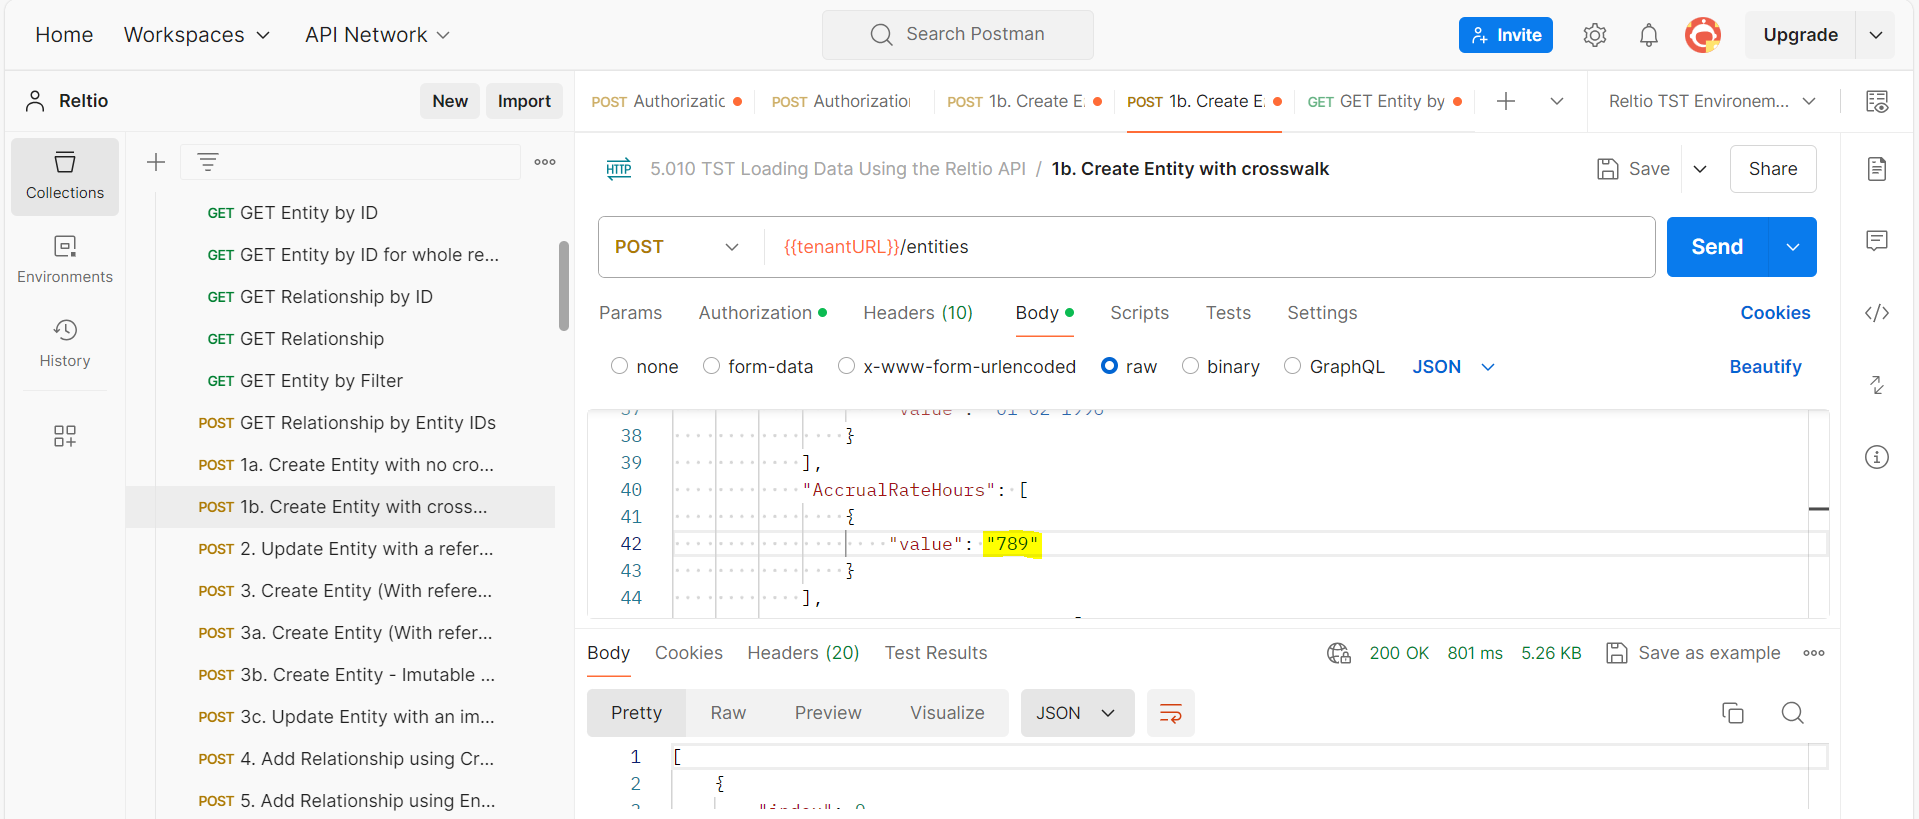 Home Workspaces API Network Search Postman Invite Upgrade
Reltio New Import
POST Authorizatic POST Authorization POST 1b. Create E. POST 1b. Create E. GET GET Entity by Reltio TST Environem...
Collections
Environments
History
GET GET Entity by ID
GET GET Entity by ID for whole re...
GET GET Relationship by ID
GET GET Relationship
GET GET Entity by Filter
POST GET Relationship by Entity IDs
POST 1a. Create Entity with no cro...
POST 1b. Create Entity with cross...
POST 2. Update Entity with a refer...
POST 3. Create Entity (With refere...
POST 3a. Create Entity (With refer...
POST 3b. Create Entity - Imutable ...
POST 3c. Update Entity with an im...
POST 4. Add Relationship using Cr...
POST 5. Add Relationship using En...
HTTP 5.010 TST Loading Data Using the Reltio API / 1b. Create Entity with crosswalk Save Share
POST {{tenantURL}}/entities Send
Params Authorization Headers (10) Body Scripts Tests Settings Cookies
none form-data x-www-form-urlencoded raw binary GraphQL JSON Beautify
37 value : 01 02 1990
38 }
39 ],
40 "AccrualRateHours": [
41 {
42 "value": "789"
43 }
44 ],
Body Cookies Headers (20) Test Results 200 OK 801 ms 5.26 KB Save as example
Pretty Raw Preview Visualize JSON
1 [
2 {
3 "index": 0